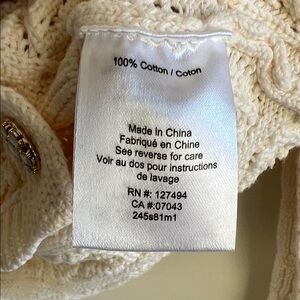 100% Cotton / Coton
Made In China
Fabriqué en Chine
See reverse for care
Voir au dos pour instructions
de lavage
RN #: 127494
CA #:07043
245s81m1